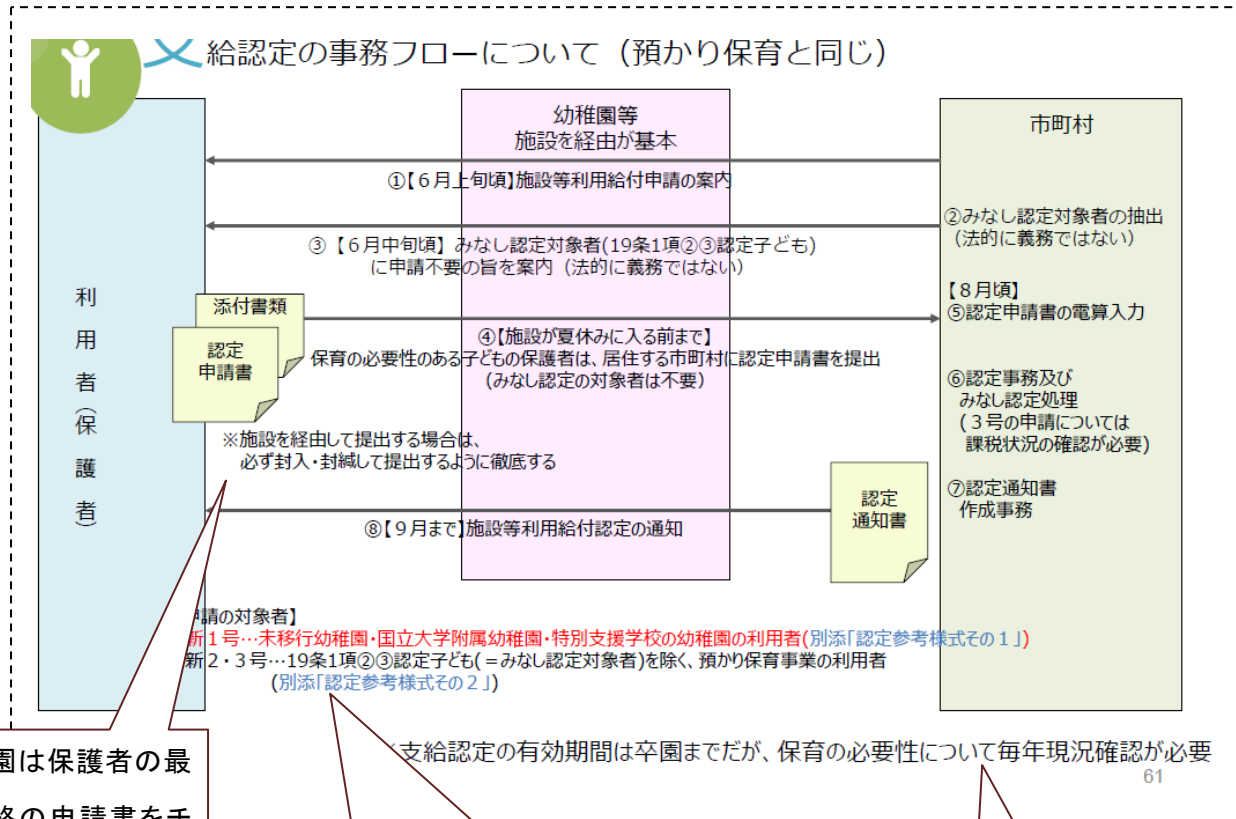 給認定の事務フローについて（預かり保育と同じ）
幼稚園等
施設を経由が基本
市町村
①【６月上旬頃】施設等利用給付申請の案内
②みなし認定対象者の抽出
（法的に義務ではない）
③【６月中旬頃】みなし認定対象者(19条1項②③認定子ども)
に申請不要の旨を案内（法的に義務ではない）
利用者（保護者）
添付書類
認定
申請書
④【施設が夏休みに入る前まで】
保育の必要性のある子どもの保護者は、居住する市町村に認定申請書を提出
（みなし認定の対象者は不要）
【８月頃】
⑤認定申請書の電算入力
⑥認定事務及び
みなし認定処理
(３号の申請については
課税状況の確認が必要)
※施設を経由して提出する場合は、
必ず封入・封緘して提出するように徹底する
認定
通知書
⑦認定通知書
作成事務
⑧【９月まで】施設等利用給付認定の通知
請の対象者】
新１号…未移行幼稚園・国立大学附属幼稚園・特別支援学校の幼稚園の利用者(別添「認定参考様式その１」)
新２・３号…19条1項②③認定子ども(＝みなし認定対象者)を除く、預かり保育事業の利用者
(別添「認定参考様式その２」)
支給認定の有効期間は卒園までだが、保育の必要性について毎年現況確認が必要
61
園は保護者の最
の申請書をチ